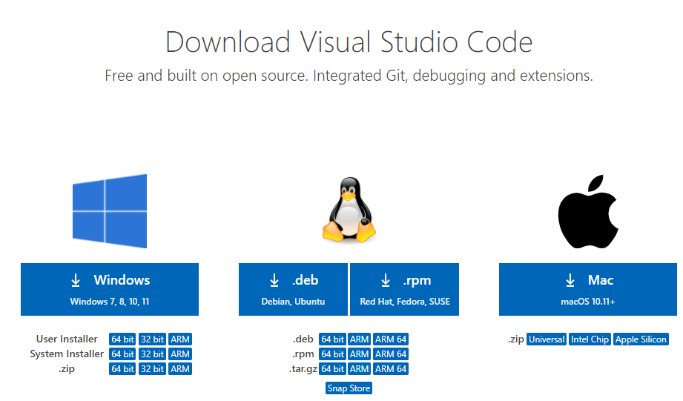 Download Visual Studio Code
Free and built on open source. Integrated Git, debugging and extensions.
Windows
Windows 7, 8, 10, 11
User Installer 64 bit 32 bit ARM
System Installer 64 bit 32 bit ARM
.zip 64 bit 32 bit ARM
.deb
Debian, Ubuntu
.rpm
Red Hat, Fedora, SUSE
.deb 64 bit ARM ARM 64
.rpm 64 bit ARM ARM 64
.tar.gz 64 bit ARM ARM 64
Snap Store
Mac
macOS 10.11+
.zip Universal Intel Chip Apple Silicon